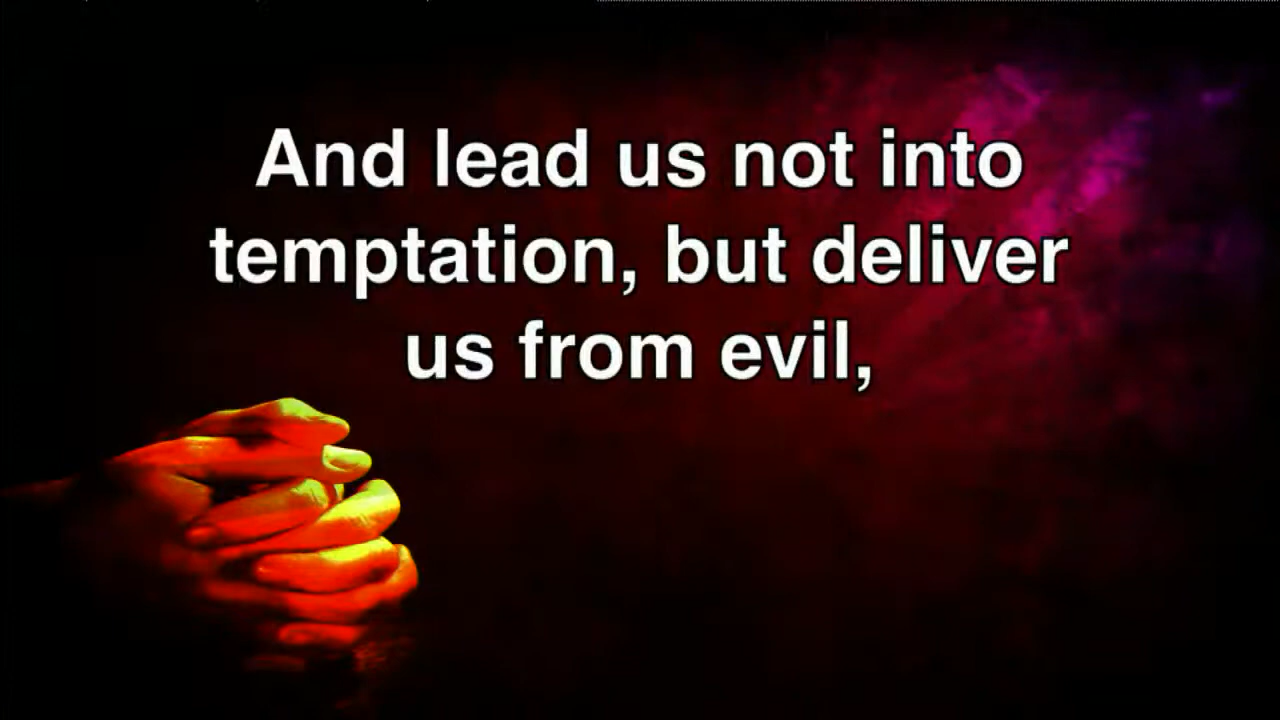 And lead us not into
temptation, but deliver
us from evil,